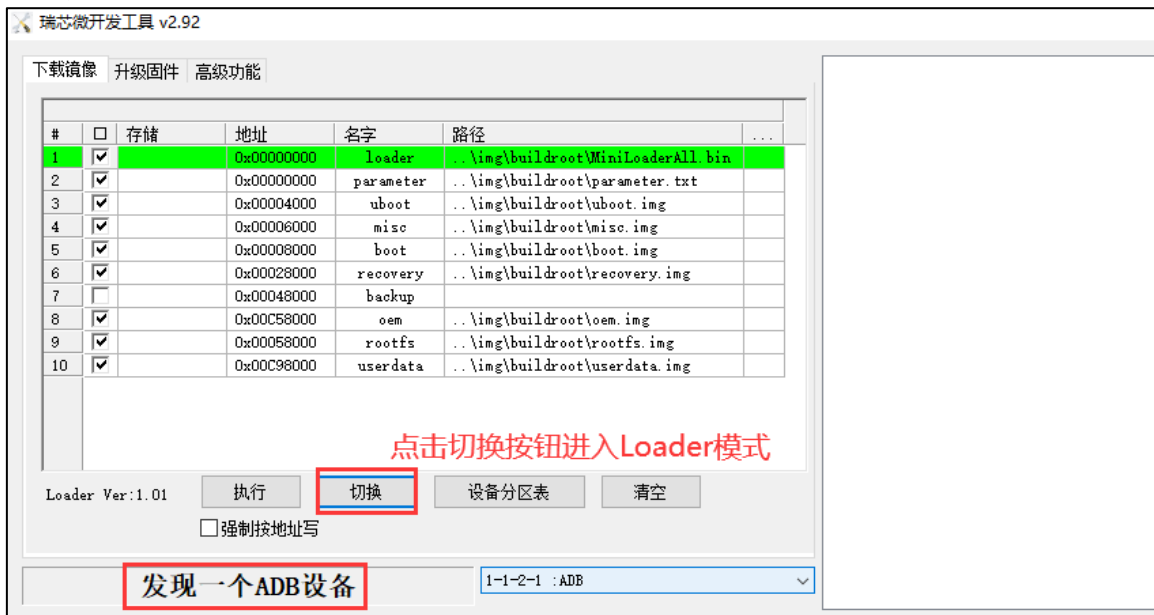 瑞芯微开发工具 v2.92
下载镜像 升级固件 高级功能
# 存储 地址 名字 路径 ...
1 0x00000000 loader ..\img\buildroot\MiniLoaderAll.bin
2 0x00000000 parameter ..\img\buildroot\parameter.txt
3 0x00004000 uboot ..\img\buildroot\uboot.img
4 0x00006000 misc ..\img\buildroot\misc.img
5 0x00008000 boot ..\img\buildroot\boot.img
6 0x00028000 recovery ..\img\buildroot\recovery.img
7 0x00048000 backup
8 0x00C58000 oem ..\img\buildroot\oem.img
9 0x00058000 rootfs ..\img\buildroot\rootfs.img
10 0x00C98000 userdata ..\img\buildroot\userdata.img
点击切换按钮进入Loader模式
Loader Ver:1.01 执行 切换 设备分区表 清空
强制按地址写
发现一个ADB设备 1-1-2-1 :ADB